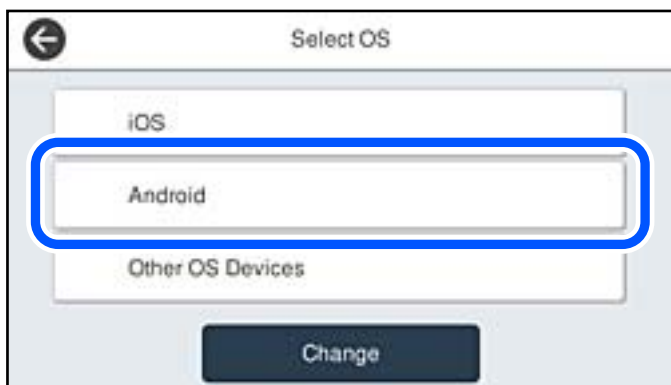 Select OS
iOS
Android
Other OS Devices
Change